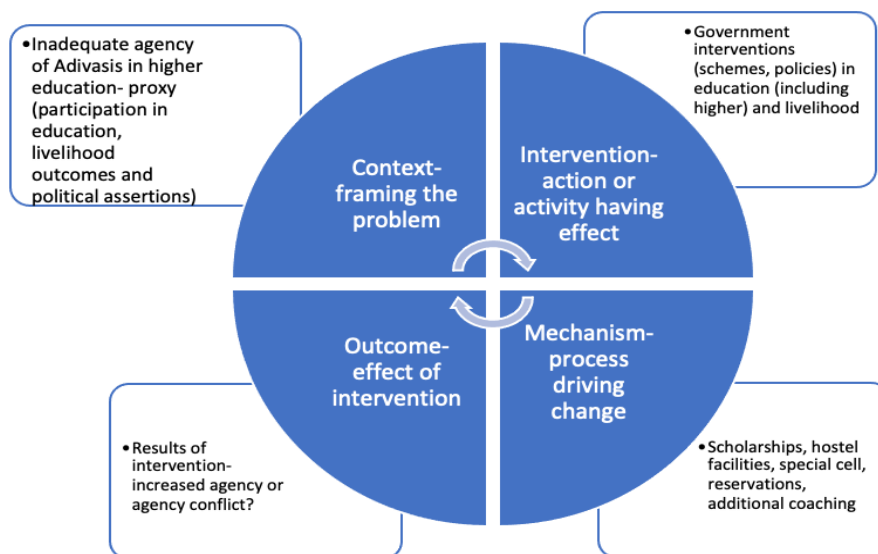 •Inadequate agency
of Adivasis in higher
education- proxy
(participation in
education,
livelihood
outcomes and
political assertions)
•Government
interventions
(schemes, policies) in
education (including
higher) and livelihood
Context-
framing the
problem
Intervention-
action or
activity having
effect
Outcome-
effect of
intervention
Mechanism-
process
driving
change
•Results of
intervention-
increased agency or
agency conflict?
•Scholarships, hostel
facilities, special cell,
reservations,
additional coaching